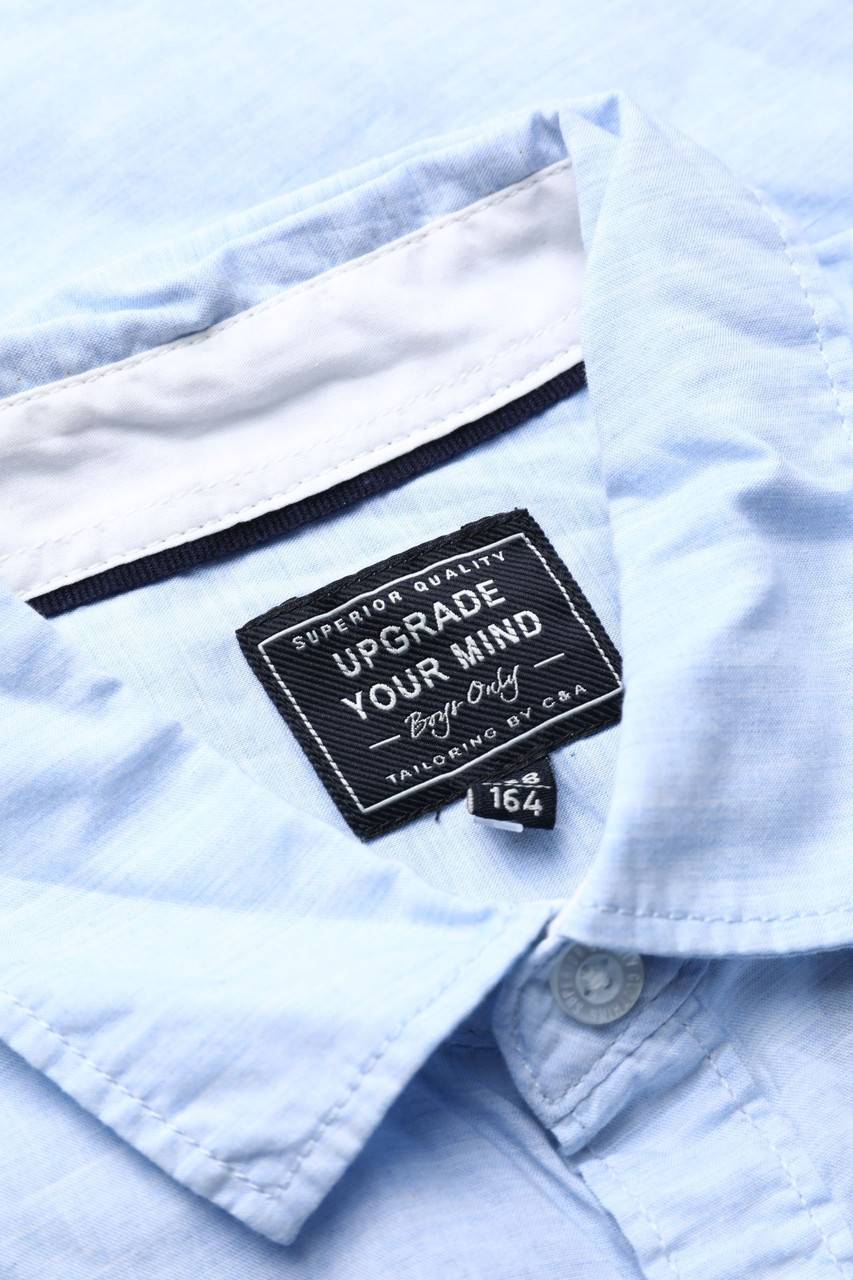 SUPERIOR QUALITY
UPGRADE
YOUR MIND
Boys Only
TAILORING BY C&A
164